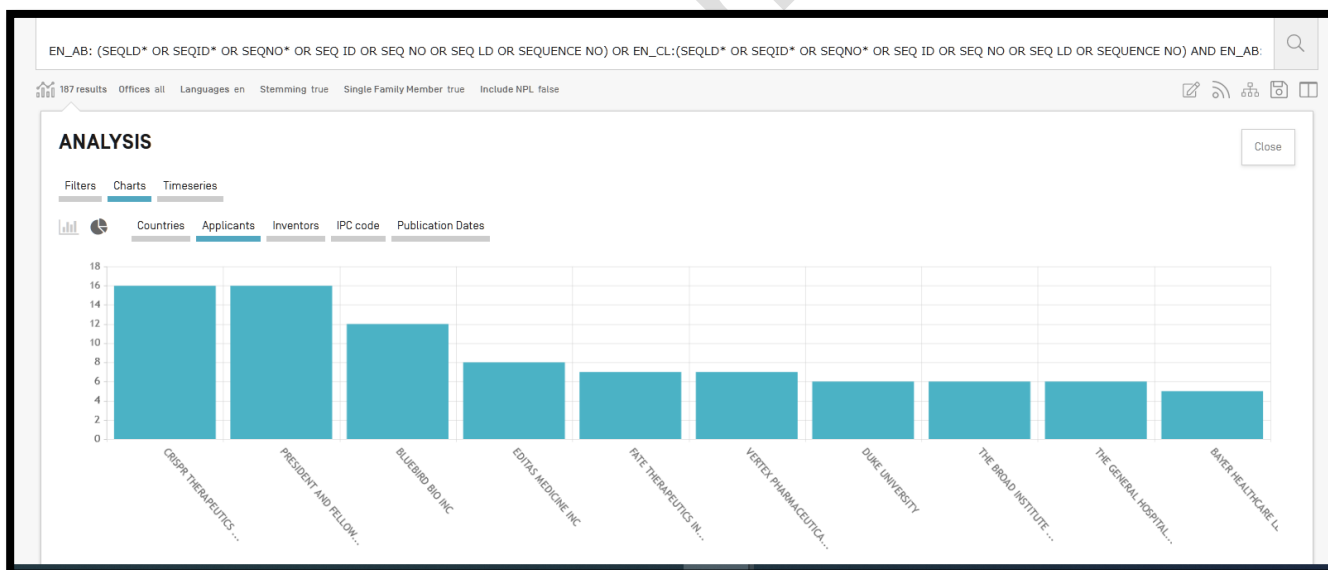 EN_AB: (SEQLD* OR SEQID* OR SEQNO* OR SEQ ID OR SEQ NO OR SEQ LD OR SEQUENCE NO) OR EN_CL:(SEQLD* OR SEQID* OR SEQNO* OR SEQ ID OR SEQ NO OR SEQ LD OR SEQUENCE NO) AND EN_AB:
187 results Offices all Languages en Stemming true Single Family Member true Include NPL false
ANALYSIS
Close
Filters Charts Timeseries
Countries Applicants Inventors IPC code Publication Dates
18
16
14
12
10
8
6
4
2
0
CRISPR THERAPEUTICS ...
PRESIDENT AND FELLOW...
BLUEBIRD BIO INC
EDITAS MEDICINE INC
FATE THERAPEUTICS IN...
VERTEX PHARMACEUTICA...
DUKE UNIVERSITY
THE BROAD INSTITUTE ...
THE GENERAL HOSPITAL...
BAYER HEALTHCARE LL